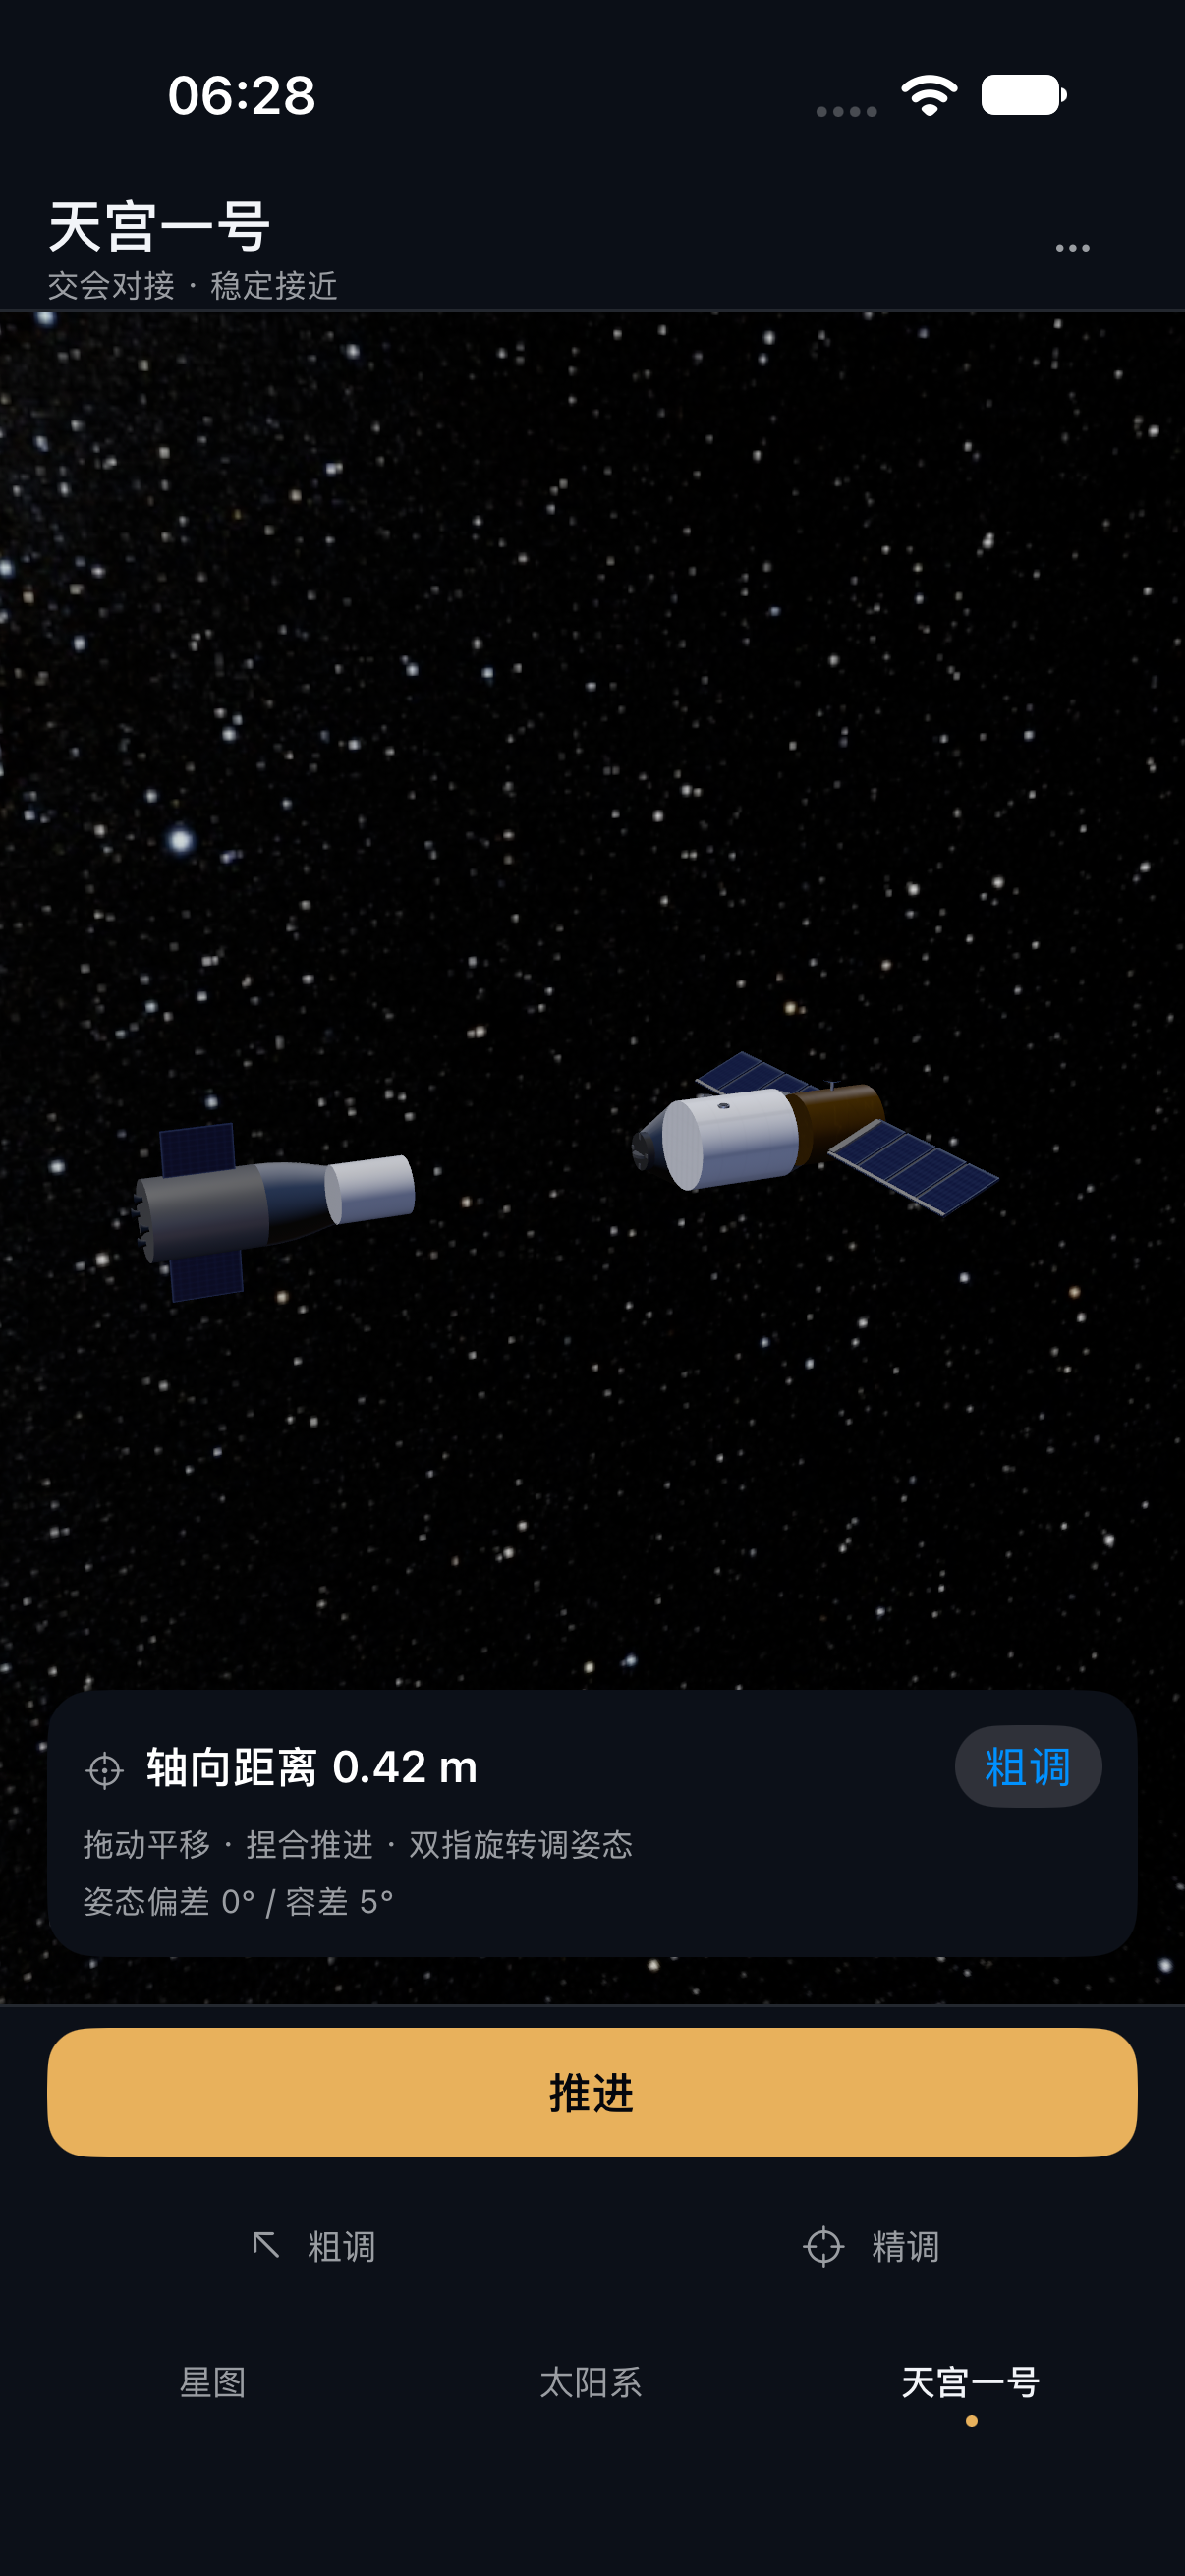 06:28
天宫一号
交会对接 · 稳定接近
轴向距离 0.42 m
粗调
拖动平移 · 捏合推进 · 双指旋转调姿态
姿态偏差 0° / 容差 5°
推进
粗调
精调
星图
太阳系
天宫一号